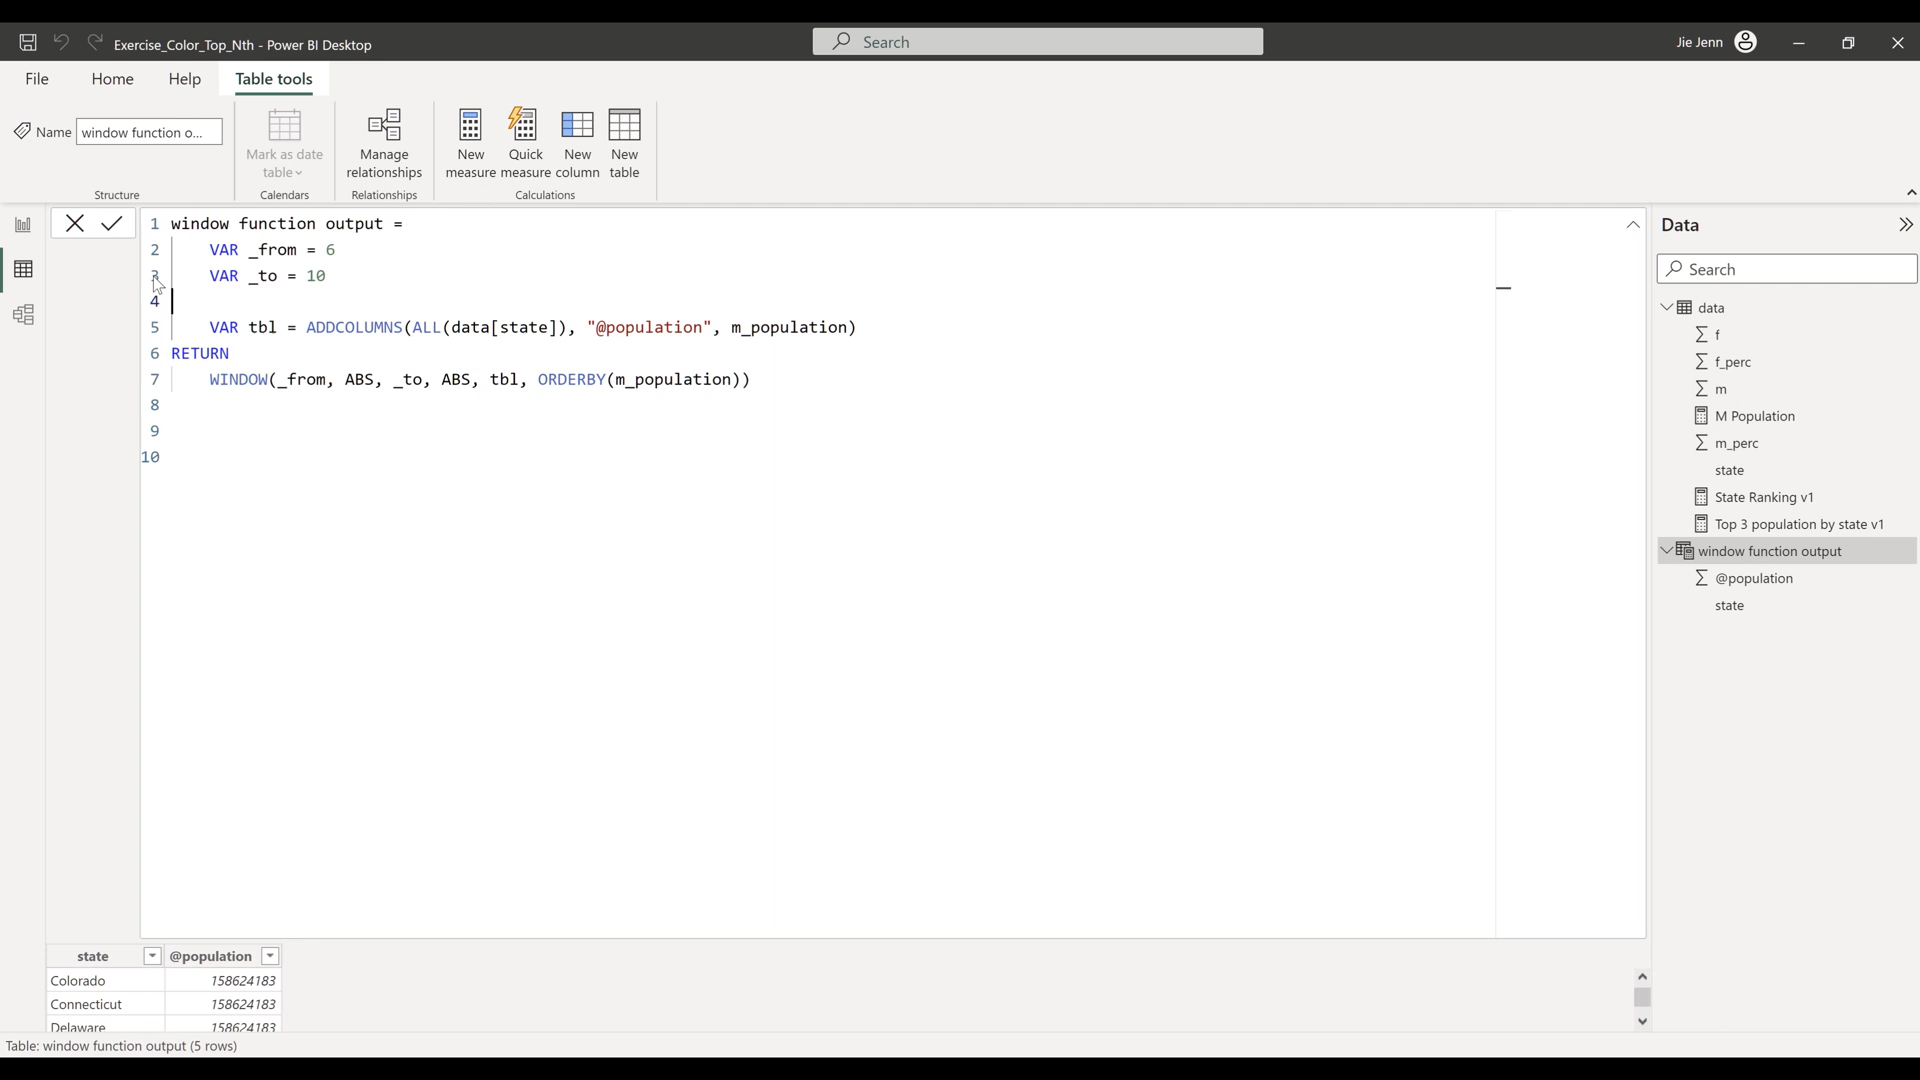 Exercise_Color_Top_Nth - Power BI Desktop
Search
Jie Jenn
File
Home
Help
Table tools
Name
window function o...
Mark as date
table
Manage
relationships
New
measure
Quick
measure
New
column
New
table
Structure
Calendars
Relationships
Calculations
1 window function output =
2 VAR _from = 6
3 VAR _to = 10
4
5 VAR tbl = ADDCOLUMNS(ALL(data[state]), "@population", m_population)
6 RETURN
7 WINDOW(_from, ABS, _to, ABS, tbl, ORDERBY(m_population))
8
9
10
Data
Search
data
f
f_perc
m
M Population
m_perc
state
State Ranking v1
Top 3 population by state v1
window function output
@population
state
state @population
Colorado 158624183
Connecticut 158624183
Delaware 158624183
Table: window function output (5 rows)